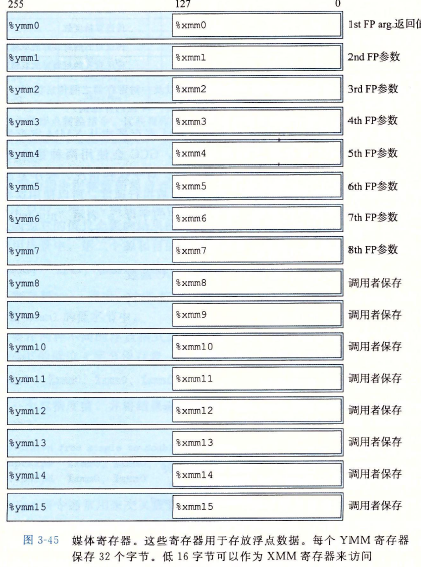 255 127 0
%ymm0 %xmm0 1st FP arg.返回值
%ymm1 %xmm1 2nd FP参数
%ymm2 %xmm2 3rd FP参数
%ymm3 %xmm3 4th FP参数
%ymm4 %xmm4 5th FP参数
%ymm5 %xmm5 6th FP参数
%ymm6 %xmm6 7th FP参数
%ymm7 %xmm7 8th FP参数
%ymm8 %xmm8 调用者保存
%ymm9 %xmm9 调用者保存
%ymm10 %xmm10 调用者保存
%ymm11 %xmm11 调用者保存
%ymm12 %xmm12 调用者保存
%ymm13 %xmm13 调用者保存
%ymm14 %xmm14 调用者保存
%ymm15 %xmm15 调用者保存
图 3-45 媒体寄存器。这些寄存器用于存放浮点数据。每个 YMM 寄存器
保存 32 个字节。低 16 字节可以作为 XMM 寄存器来访问